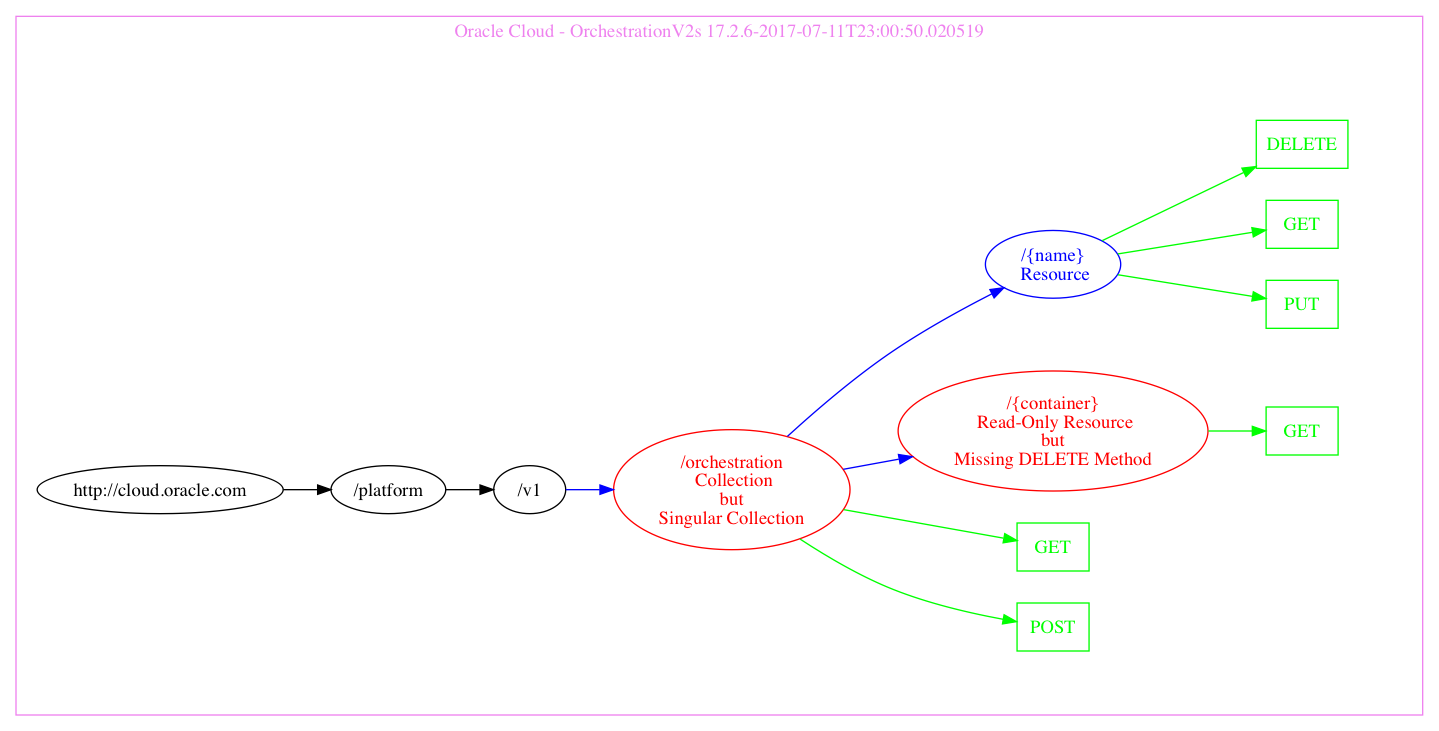 Oracle Cloud - OrchestrationV2s 17.2.6-2017-07-11T23:00:50.020519
http://cloud.oracle.com
/platform
/v1
/orchestration
Collection
but
Singular Collection
/{name}
Resource
DELETE
GET
PUT
/{container}
Read-Only Resource
but
Missing DELETE Method
GET
GET
POST